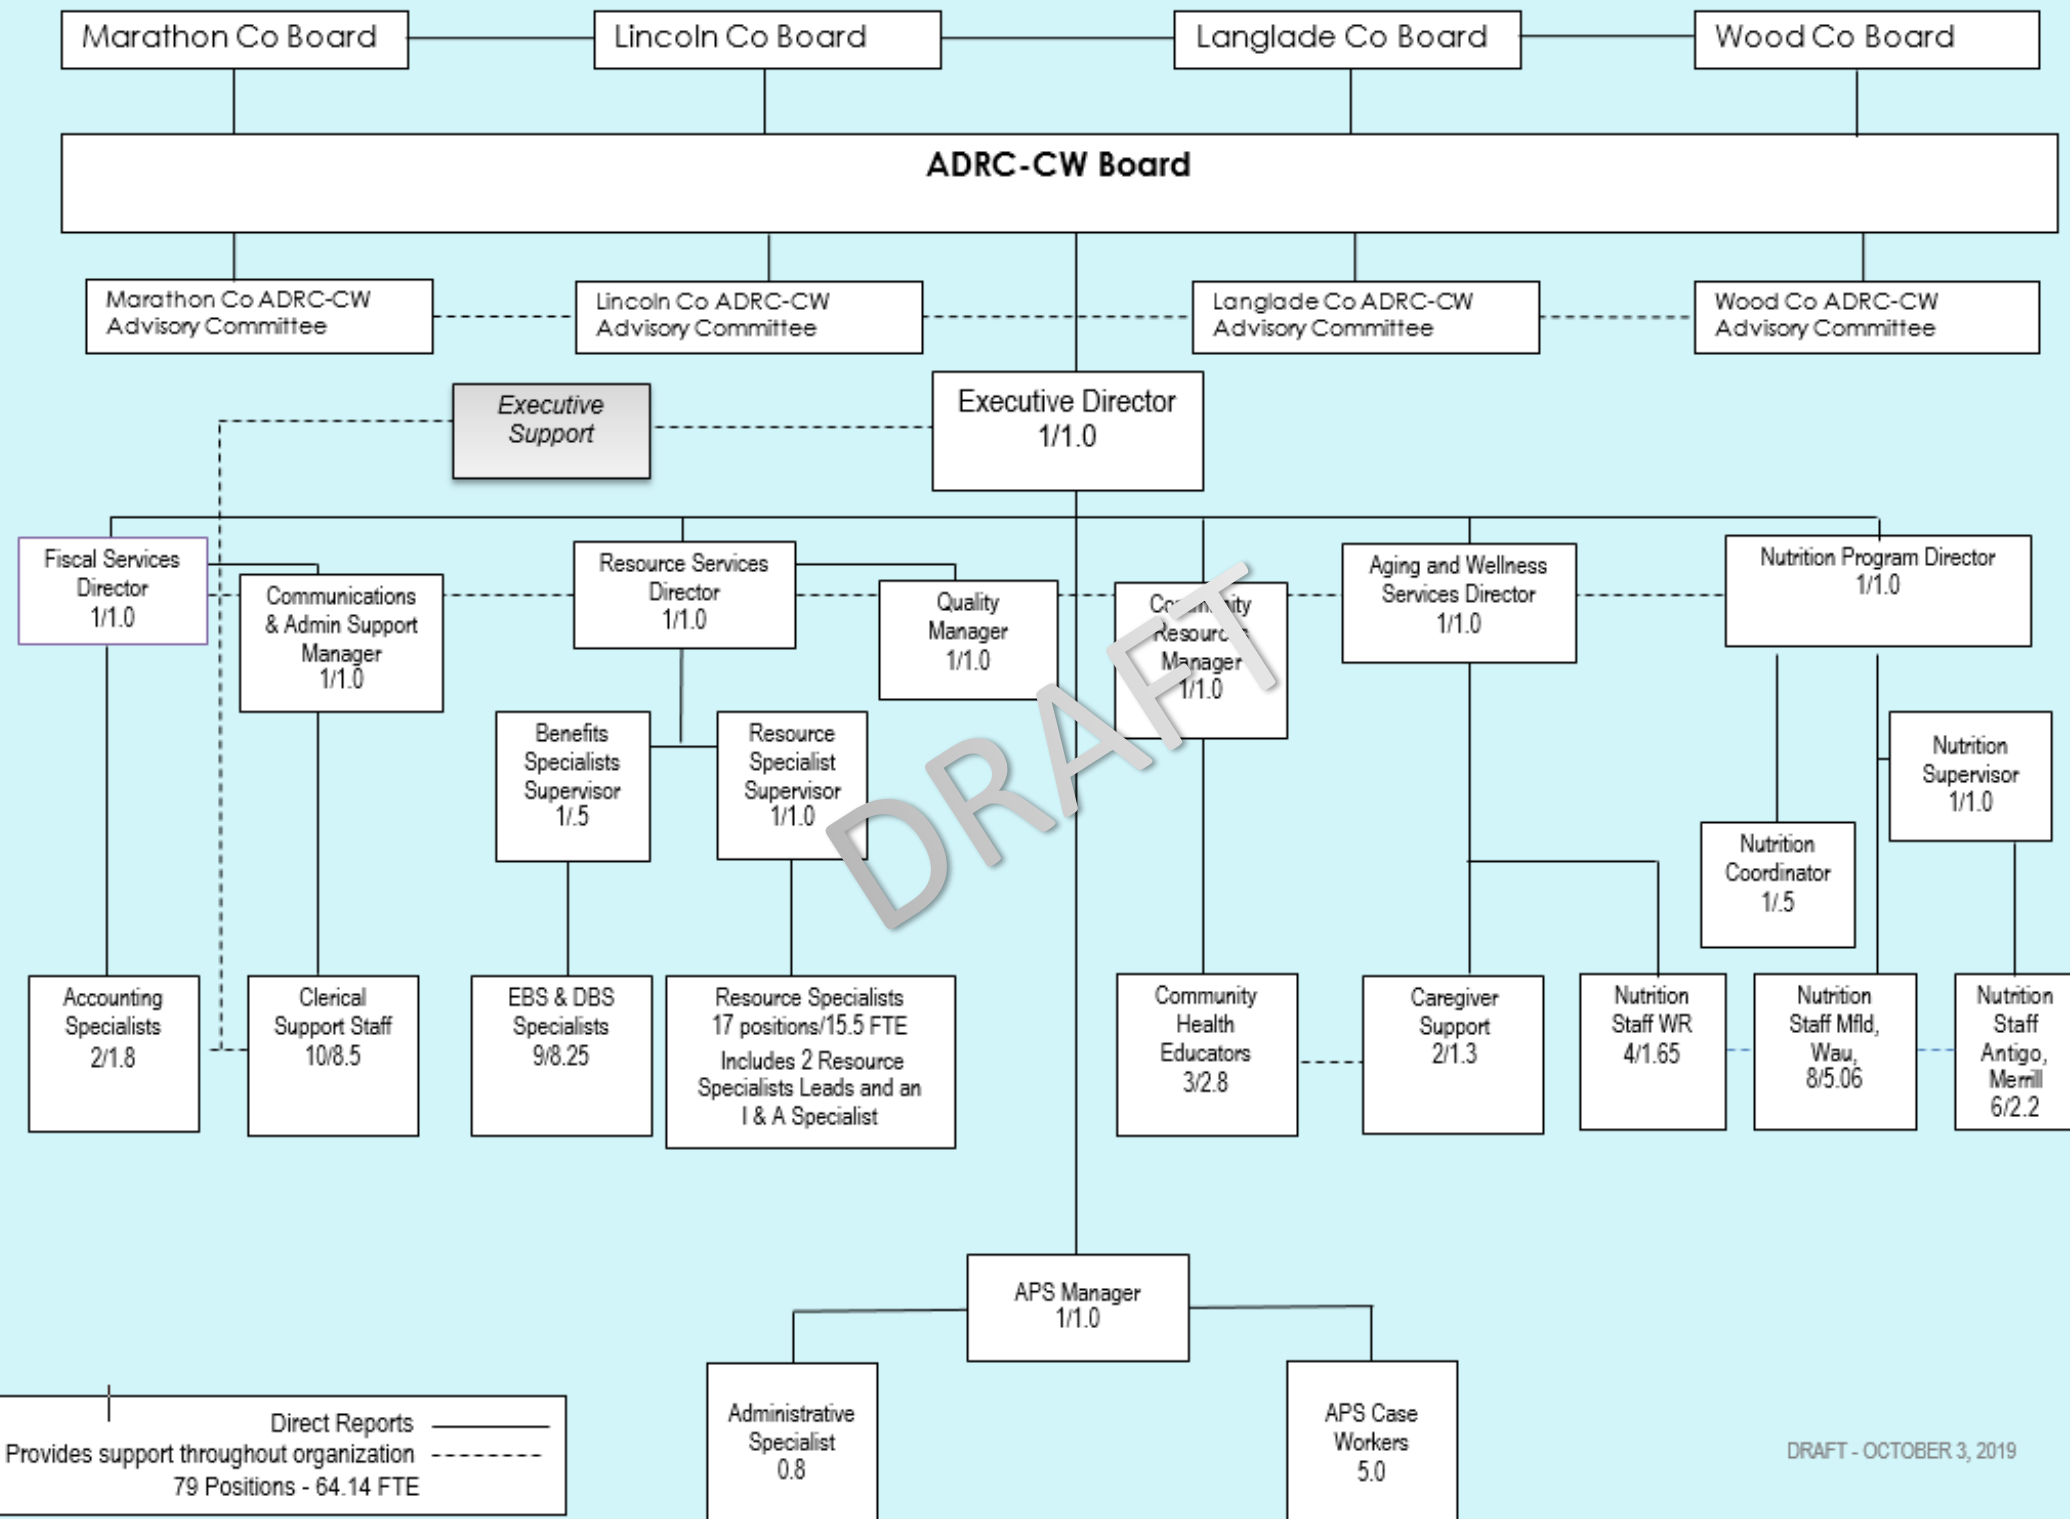 Marathon Co Board
Lincoln Co Board
Langlade Co Board
Wood Co Board
ADRC-CW Board
Marathon Co ADRC-CW
Advisory Committee
Lincoln Co ADRC-CW
Advisory Committee
Langlade Co ADRC-CW
Advisory Committee
Wood Co ADRC-CW
Advisory Committee
Executive
Support
Executive Director
1/1.0
Fiscal Services
Director
1/1.0
Communications
& Admin Support
Manager
1/1.0
Resource Services
Director
1/1.0
Quality
Manager
1/1.0
Community
Resources
Manager
1/1.0
Aging and Wellness
Services Director
1/1.0
Nutrition Program Director
1/1.0
Benefits
Specialists
Supervisor
1/.5
Resource
Specialist
Supervisor
1/1.0
Nutrition
Supervisor
1/1.0
Nutrition
Coordinator
1/.5
DRAFT
Accounting
Specialists
2/1.8
Clerical
Support Staff
10/8.5
EBS & DBS
Specialists
9/8.25
Resource Specialists
17 positions/15.5 FTE
Includes 2 Resource
Specialists Leads and an
I & A Specialist
Community
Health
Educators
3/2.8
Caregiver
Support
2/1.3
Nutrition
Staff WR
4/1.65
Nutrition
Staff Mfld,
Wau,
8/5.06
Nutrition
Staff
Antigo,
Merrill
6/2.2
APS Manager
1/1.0
Administrative
Specialist
0.8
APS Case
Workers
5.0
Direct Reports
Provides support throughout organization
79 Positions - 64.14 FTE
DRAFT - OCTOBER 3, 2019